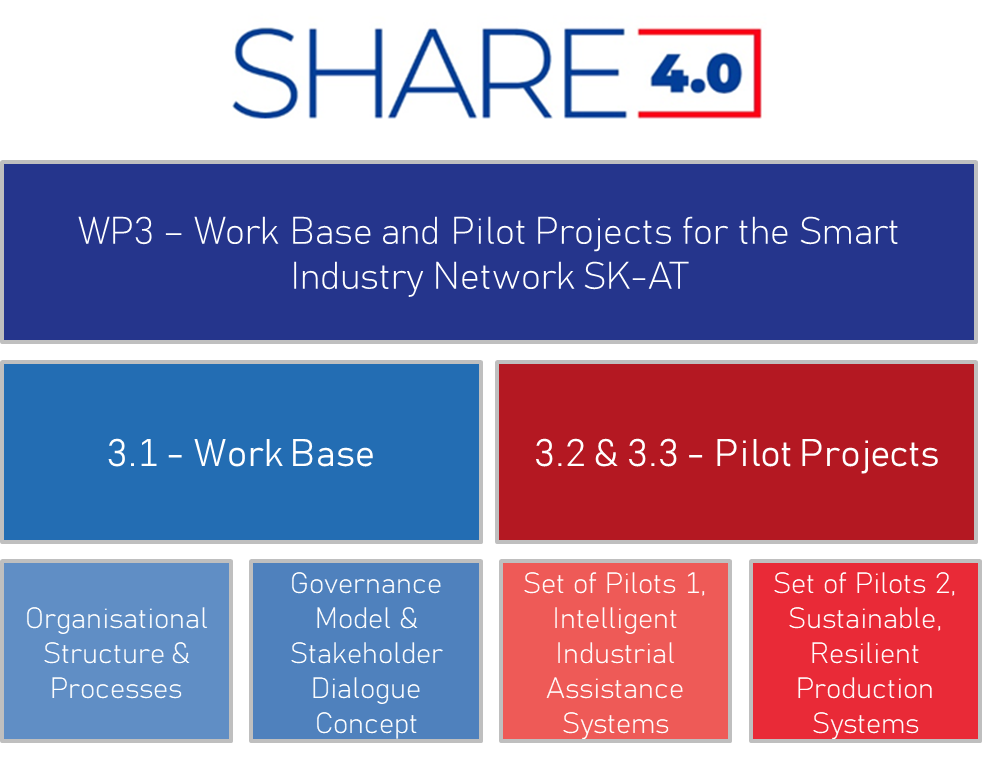 SHARE 4.0
WP3 – Work Base and Pilot Projects for the Smart
Industry Network SK-AT
3.1 - Work Base
3.2 & 3.3 - Pilot Projects
Organisational
Structure &
Processes
Governance
Model &
Stakeholder
Dialogue
Concept
Set of Pilots 1,
Intelligent
Industrial
Assistance
Systems
Set of Pilots 2,
Sustainable,
Resilient
Production
Systems